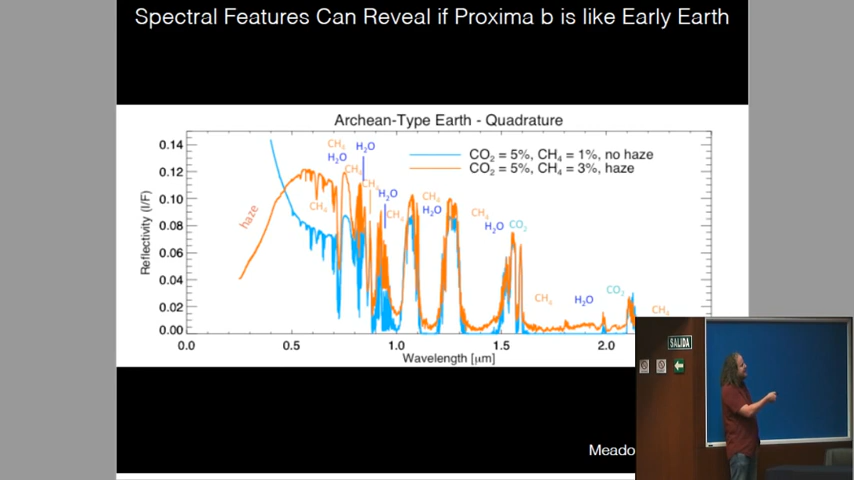 Spectral Features Can Reveal if Proxima b is like Early Earth
Archean-Type Earth - Quadrature
CO₂ = 5%, CH₄ = 1%, no haze
CO₂ = 5%, CH₄ = 3%, haze
Reflectivity (I/F)
0.14
0.12
0.10
0.08
0.06
0.04
0.02
0.00
haze
CH₄
CH₄
H₂O
H₂O
CH₄
CH₄
H₂O
CH₄
CH₄
H₂O
CH₄
H₂O
CO₂
CH₄
H₂O
CO₂
CH₄
0.0
0.5
1.0
1.5
2.0
Wavelength [μm]
SALIDA